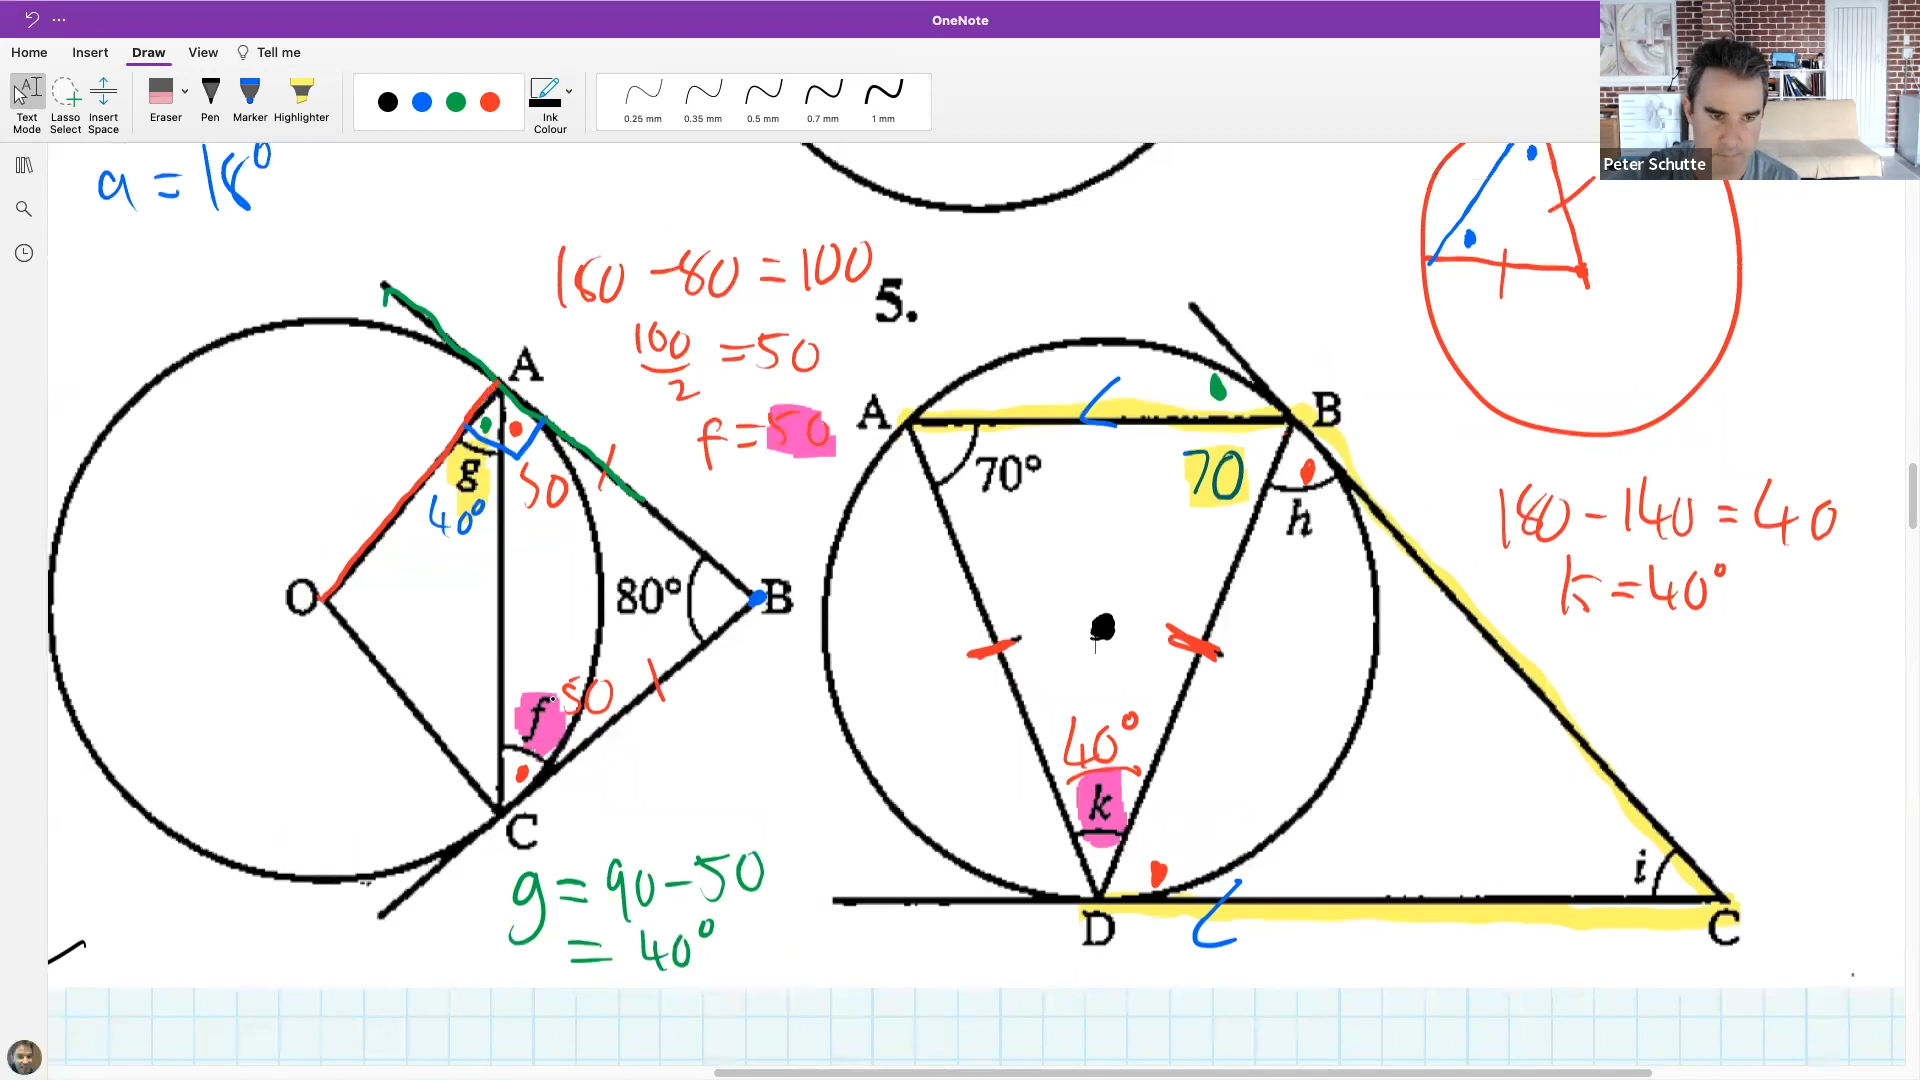 OneNote
Home Insert Draw View Tell me
Text Mode
Lasso Select
Insert Space
Eraser
Pen
Marker
Highlighter
Ink Colour
0.25 mm 0.35 mm 0.5 mm 0.7 mm 1 mm
Peter Schutte
a = 18°
180 - 80 = 100
100/2 = 50
f = 50
A
g
40°
50
O
80°
B
f
50
C
g = 90 - 50
= 40°
5.
A
B
70°
70
h
40°
k
i
D
C
180 - 140 = 40
k = 40°